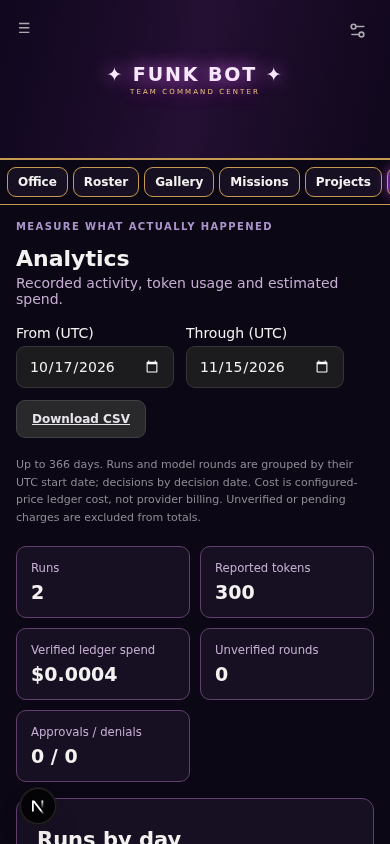 ☰
✦ FUNK BOT ✦
TEAM COMMAND CENTER
Office Roster Gallery Missions Projects
MEASURE WHAT ACTUALLY HAPPENED
Analytics
Recorded activity, token usage and estimated
spend.
From (UTC) Through (UTC)
10/17/2026 11/15/2026
Download CSV
Up to 366 days. Runs and model rounds are grouped by their
UTC start date; decisions by decision date. Cost is configured-
price ledger cost, not provider billing. Unverified or pending
charges are excluded from totals.
Runs Reported tokens
2 300
Verified ledger spend Unverified rounds
$0.0004 0
Approvals / denials
0 / 0
N
Runs by day